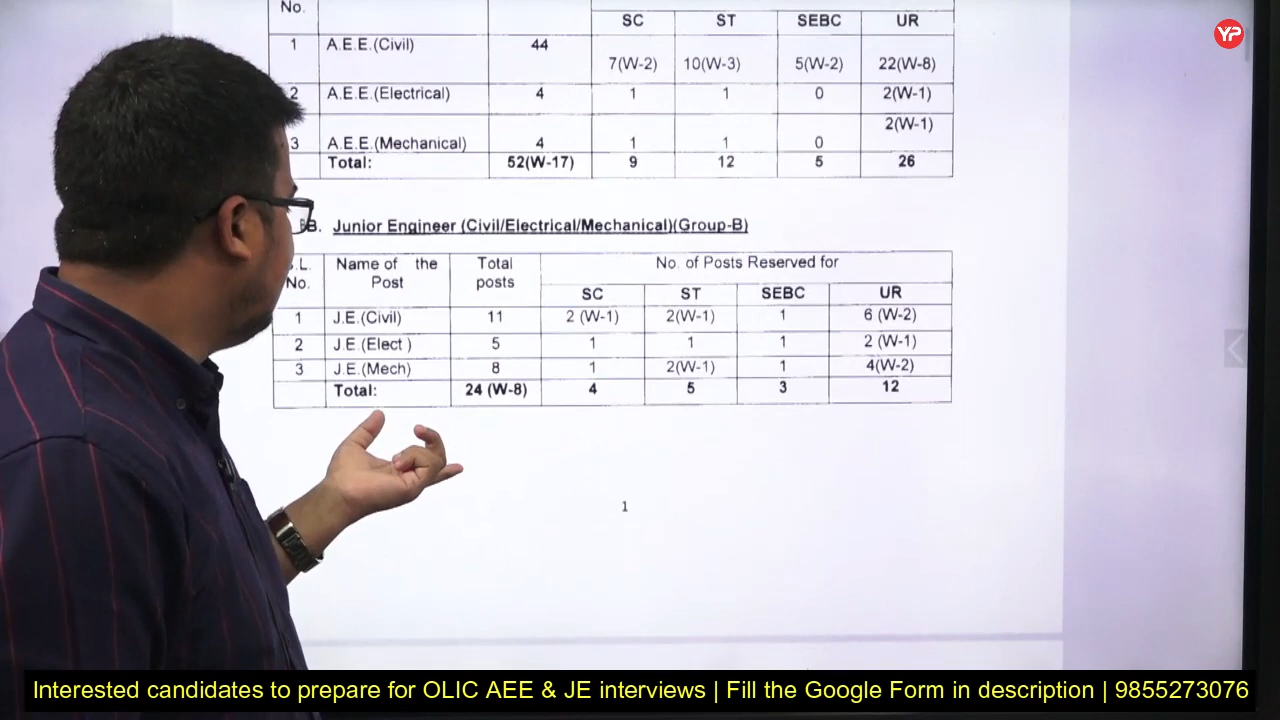 YP
No.
SC ST SEBC UR
1 A.E.E.(Civil) 44 7(W-2) 10(W-3) 5(W-2) 22(W-8)
2 A.E.E.(Electrical) 4 1 1 0 2(W-1)
3 A.E.E.(Mechanical) 4 1 1 0 2(W-1)
Total: 52(W-17) 9 12 5 26
B. Junior Engineer (Civil/Electrical/Mechanical)(Group-B)
.L. No. Name of the Post Total posts No. of Posts Reserved for
SC ST SEBC UR
1 J.E.(Civil) 11 2 (W-1) 2(W-1) 1 6 (W-2)
2 J.E.(Elect ) 5 1 1 1 2 (W-1)
3 J.E.(Mech) 8 1 2(W-1) 1 4(W-2)
Total: 24 (W-8) 4 5 3 12
1
Interested candidates to prepare for OLIC AEE & JE interviews | Fill the Google Form in description | 9855273076